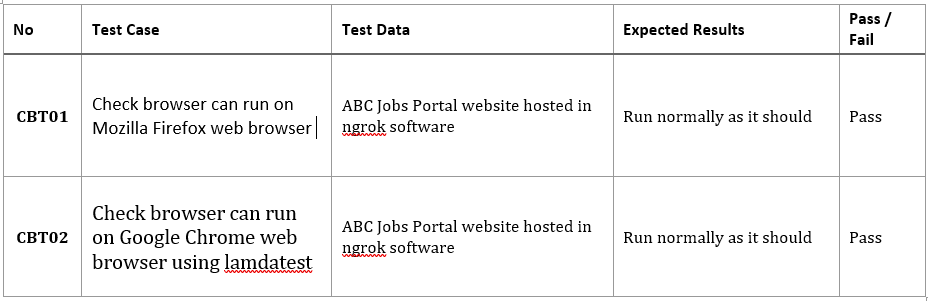 No Test Case Test Data Expected Results Pass /
Fail
CBT01 Check browser can run on
Mozilla Firefox web browser ABC Jobs Portal website hosted in
ngrok software Run normally as it should Pass
CBT02 Check browser can run
on Google Chrome web
browser using lamdatest ABC Jobs Portal website hosted in
ngrok software Run normally as it should Pass